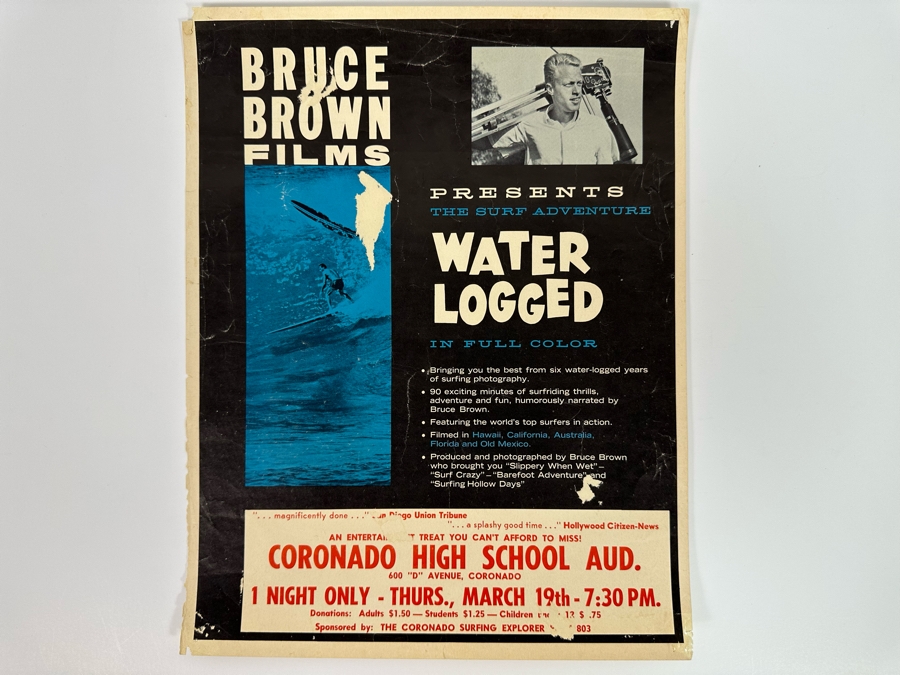 BRUCE
BROWN
FILMS
PRESENTS
THE SURF ADVENTURE
WATER
LOGGED
IN FULL COLOR
• Bringing you the best from six water-logged years
of surfing photography.
• 90 exciting minutes of surfriding thrills,
adventure and fun, humorously narrated by
Bruce Brown.
• Featuring the world's top surfers in action.
• Filmed in Hawaii, California, Australia,
Florida and Old Mexico.
• Produced and photographed by Bruce Brown
who brought you "Slippery When Wet"–
"Surf Crazy"–"Barefoot Adventure" and
"Surfing Hollow Days"
"... magnificently done ..." Diego Union Tribune
"... a splashy good time ..." Hollywood Citizen-News
AN TREAT YOU CAN'T AFFORD TO MISS!
CORONADO HIGH SCHOOL AUD.
600 "D" AVENUE, CORONADO
1 NIGHT ONLY - THURS., MARCH 19th - 7:30 PM.
Donations: Adults $1.50 — Students $1.25 — Children 12 $ .75
Sponsored by: THE CORONADO SURFING EXPLORER 803